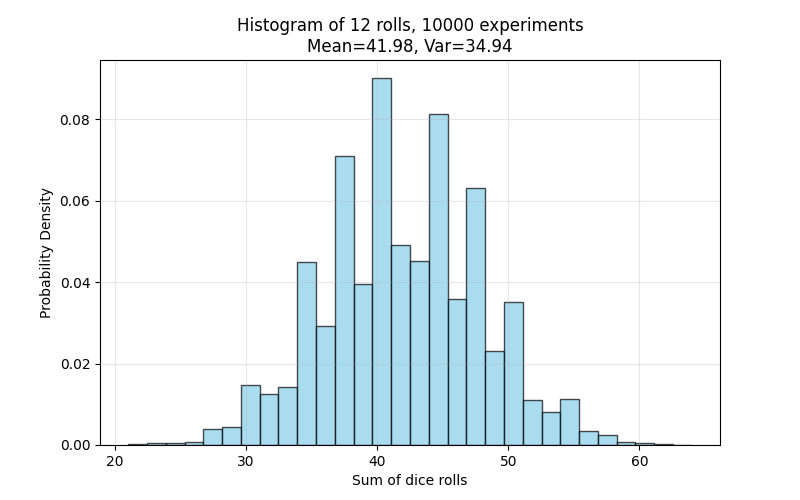 Histogram of 12 rolls, 10000 experiments
Mean=41.98, Var=34.94
Probability Density
0.08
0.06
0.04
0.02
0.00
20 30 40 50 60
Sum of dice rolls